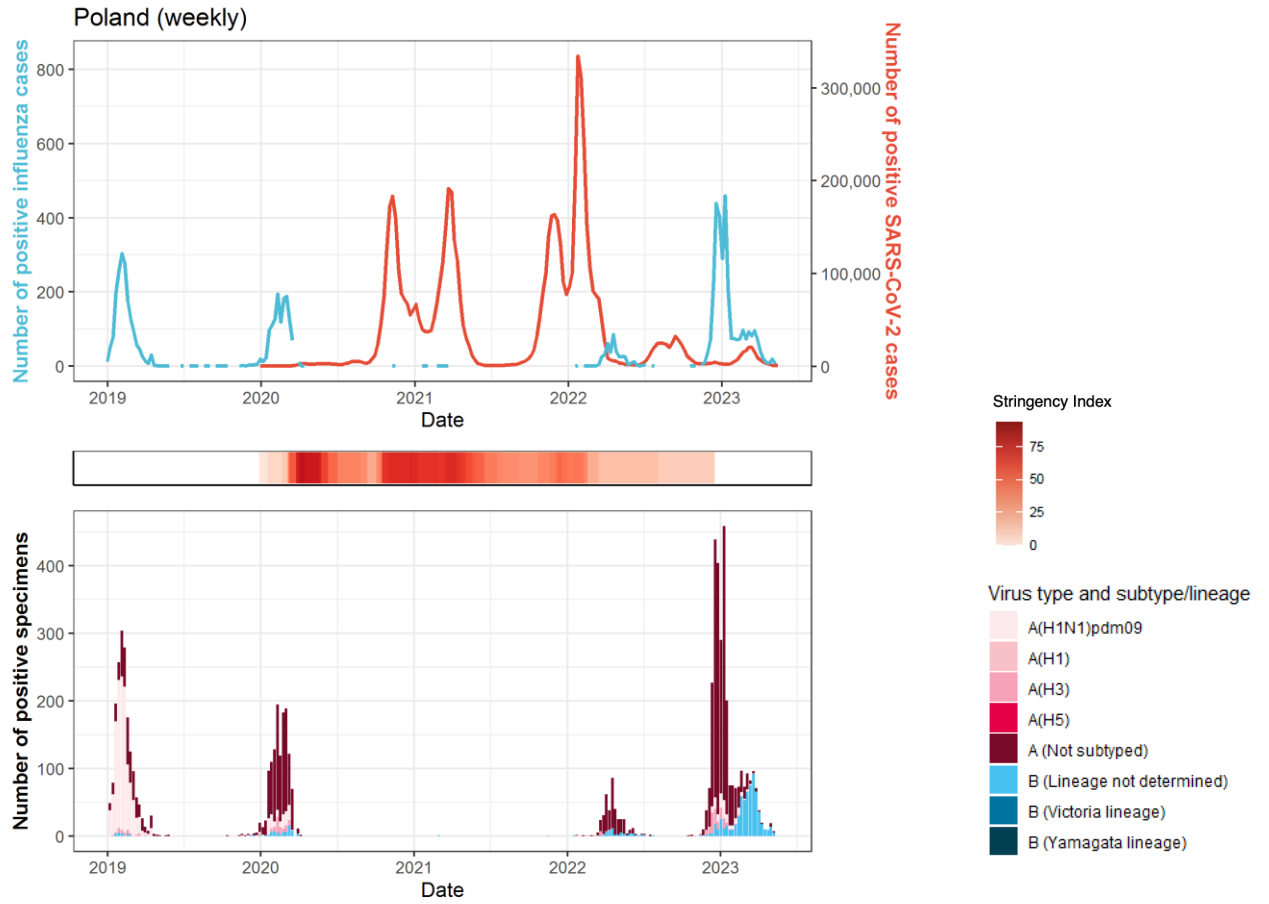 Poland (weekly)
Number of positive influenza cases
800
600
400
200
0
300,000
200,000
100,000
0
Number of positive SARS-CoV-2 cases
2019 2020 2021 2022 2023
Date
Stringency Index
75
50
25
0
Number of positive specimens
400
300
200
100
0
2019 2020 2021 2022 2023
Date
Virus type and subtype/lineage
A(H1N1)pdm09
A(H1)
A(H3)
A(H5)
A (Not subtyped)
B (Lineage not determined)
B (Victoria lineage)
B (Yamagata lineage)